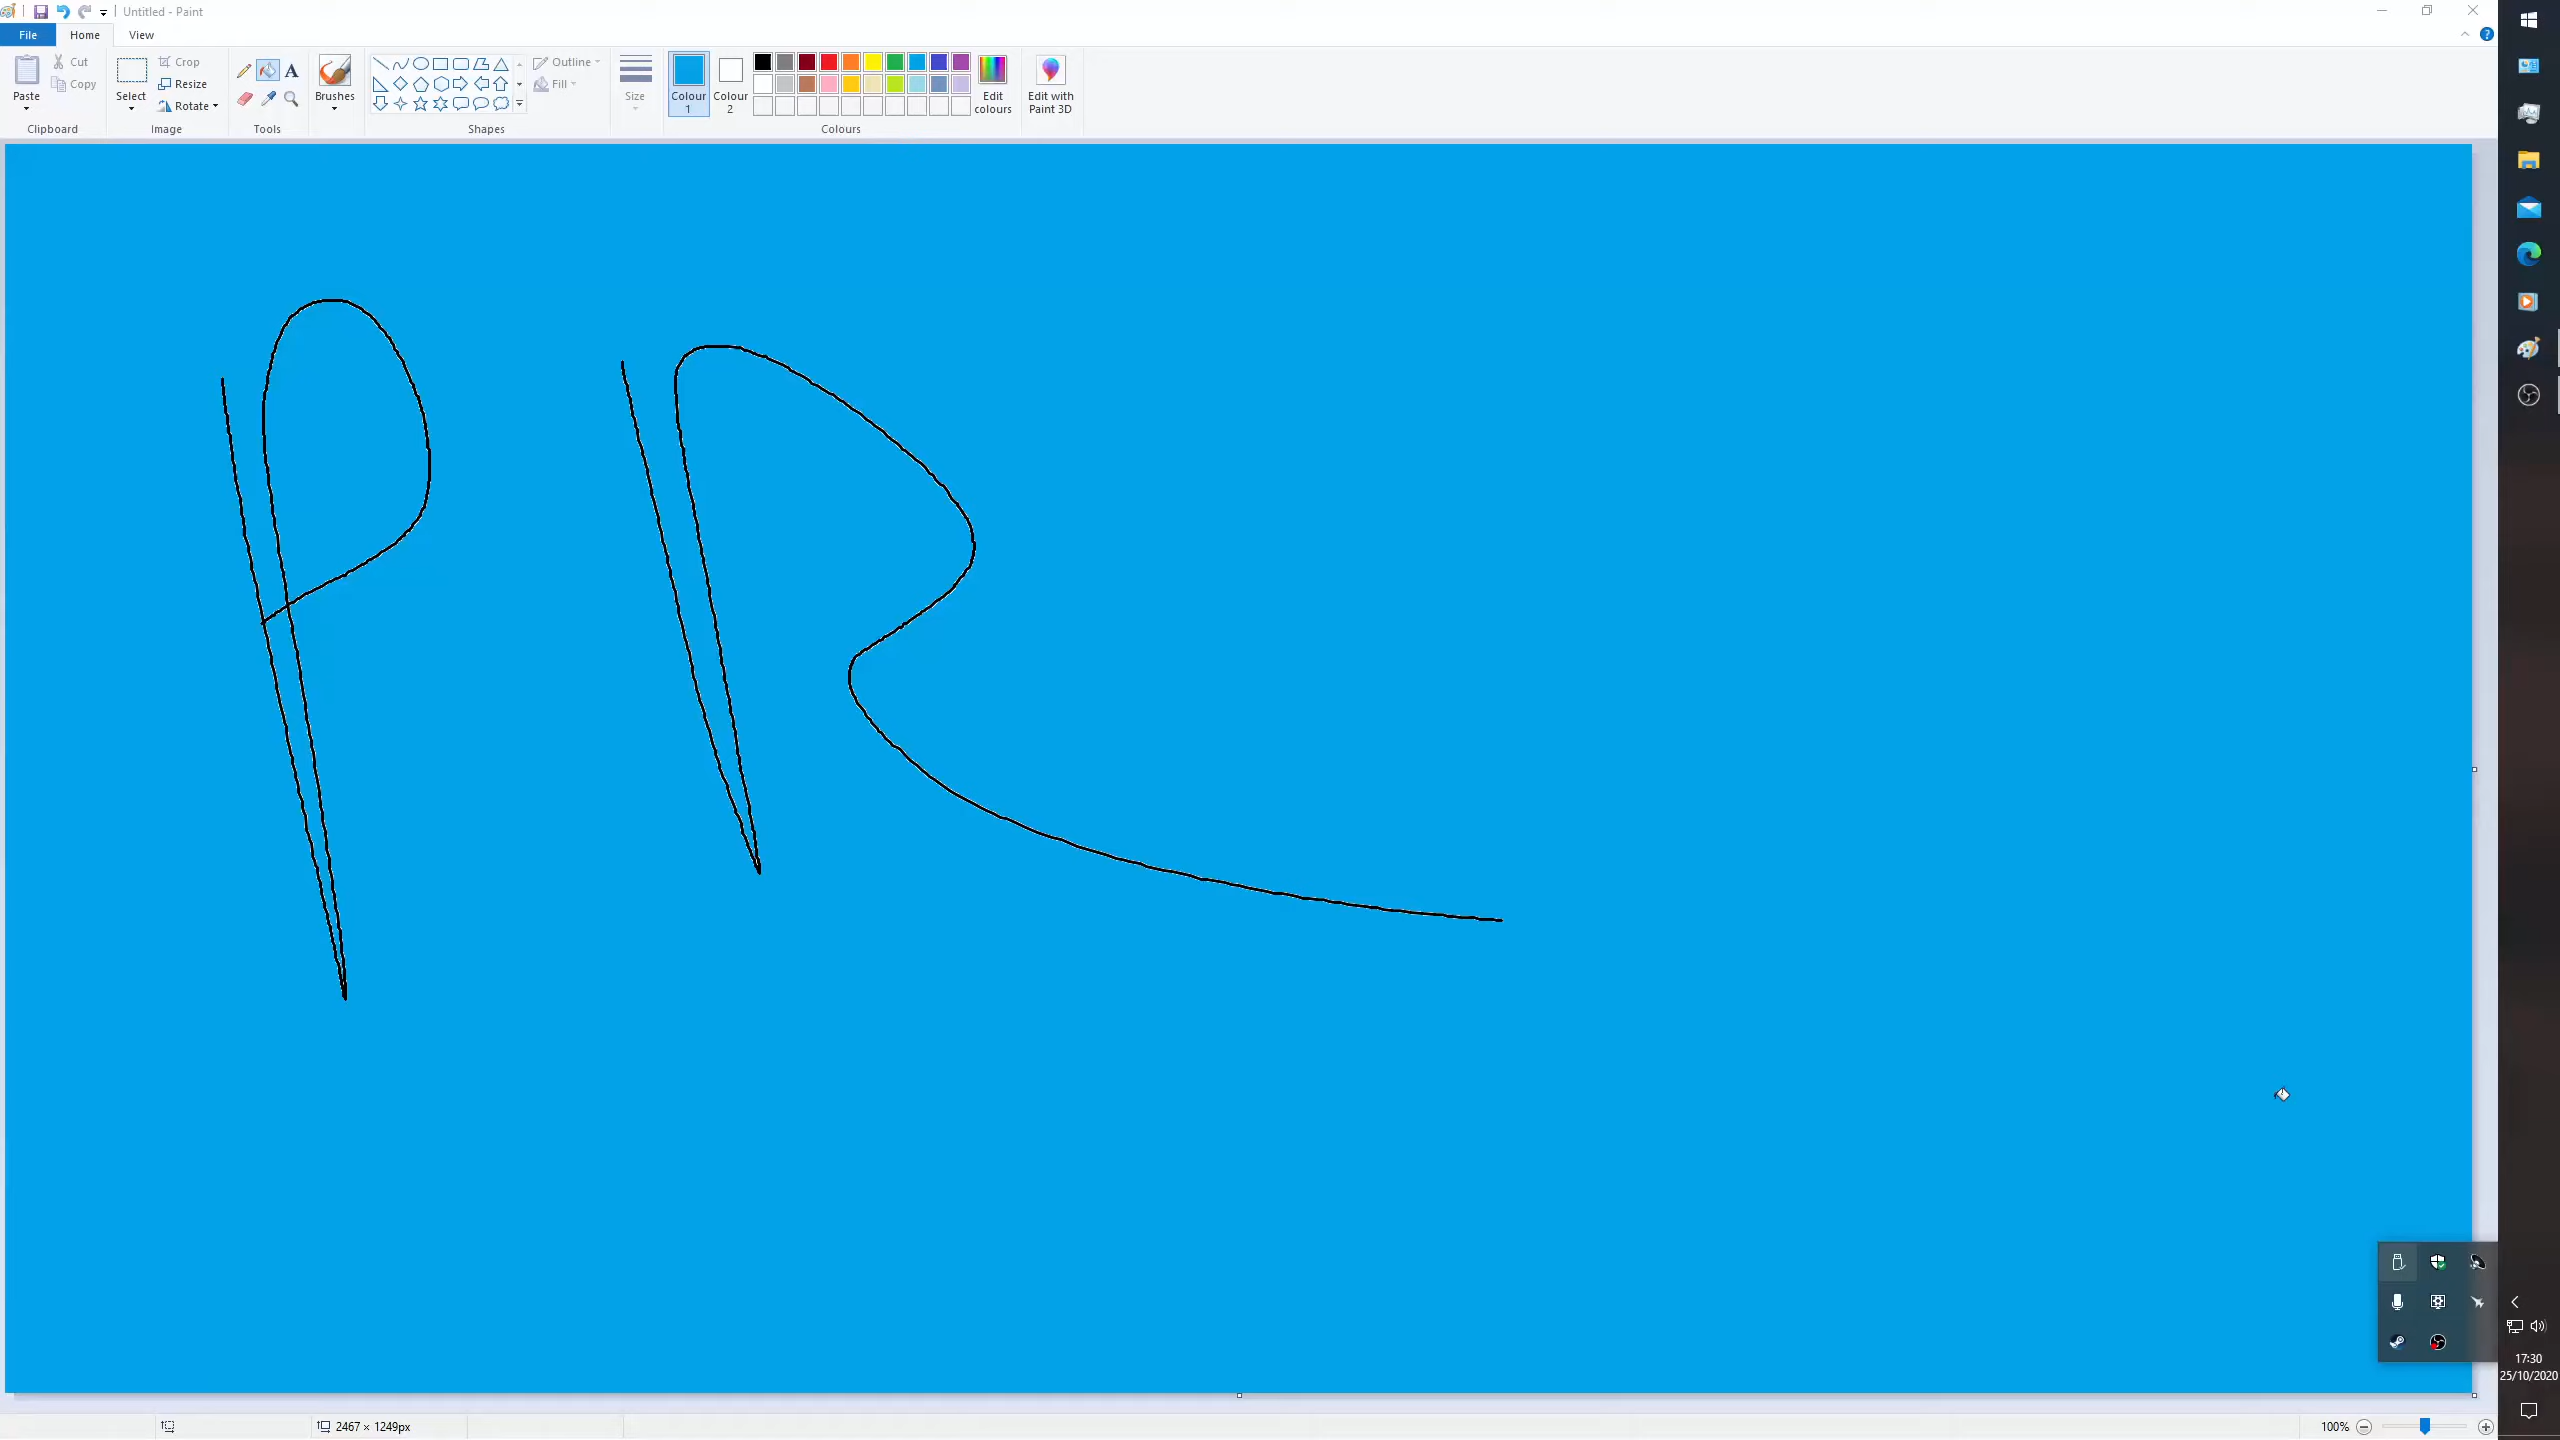 Untitled - Paint
File Home View
Paste Cut Copy Select Crop Resize Rotate Brushes Outline Fill Size Colour 1 Colour 2 Edit colours Edit with Paint 3D
Clipboard Image Tools Shapes Colours
PR
17:30
25/10/2020
2467 × 1249px 100%